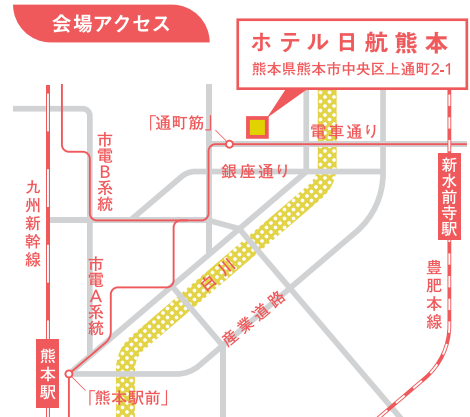 会場アクセス
ホテル日航熊本
熊本県熊本市中央区上通町2-1
「通町筋」
電車通り
市電B系統
銀座通り
新水前寺駅
九州新幹線
市電A系統
白川
産業道路
豊肥本線
熊本駅
「熊本駅前」